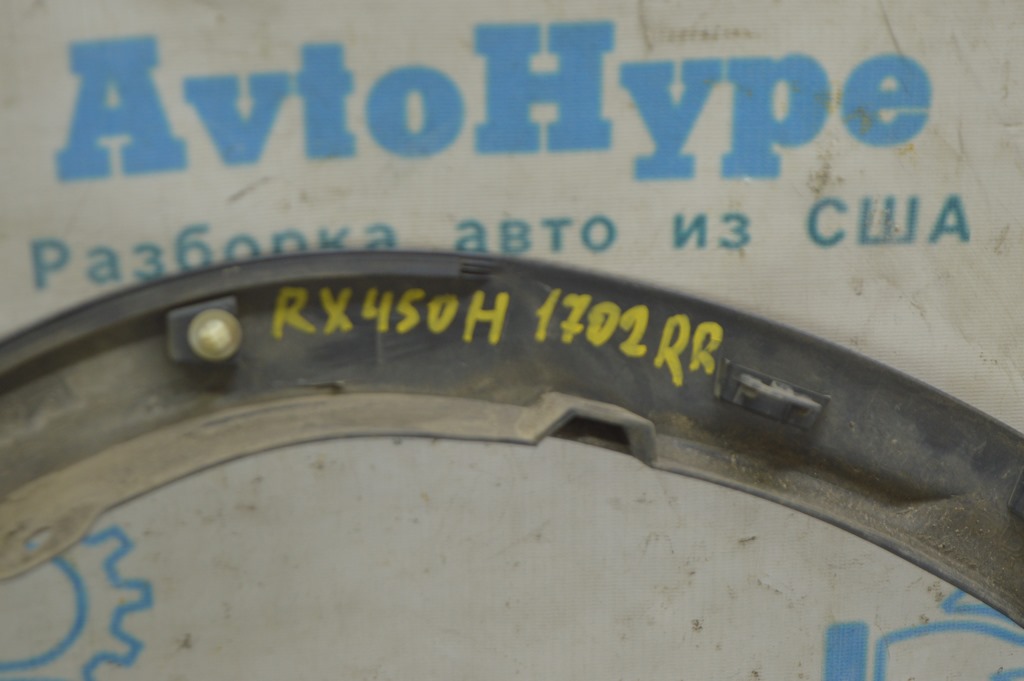 AvtoHype
Разборка авто из США
RX450H 1702 RR